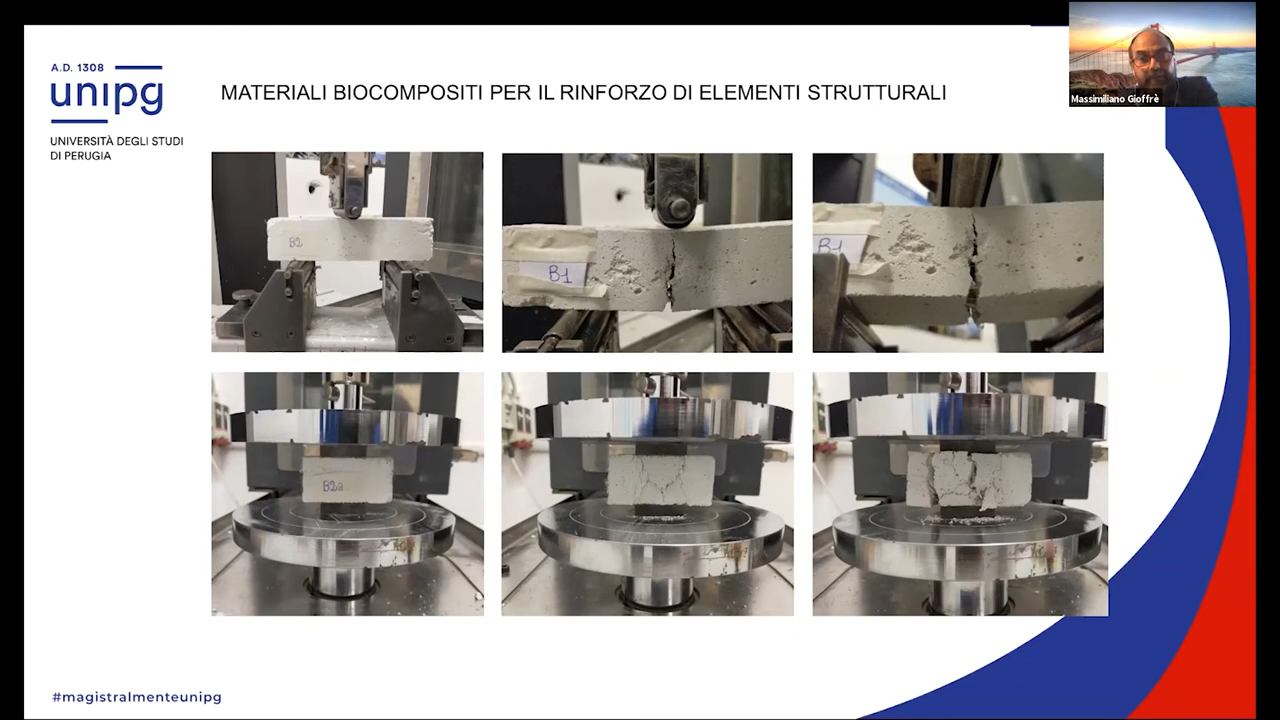 A.D. 1308
unipg
UNIVERSITÀ DEGLI STUDI
DI PERUGIA
MATERIALI BIOCOMPOSITI PER IL RINFORZO DI ELEMENTI STRUTTURALI
Massimiliano Gioffrè
B2
B1
B1
B2a
#magistralmenteunipg